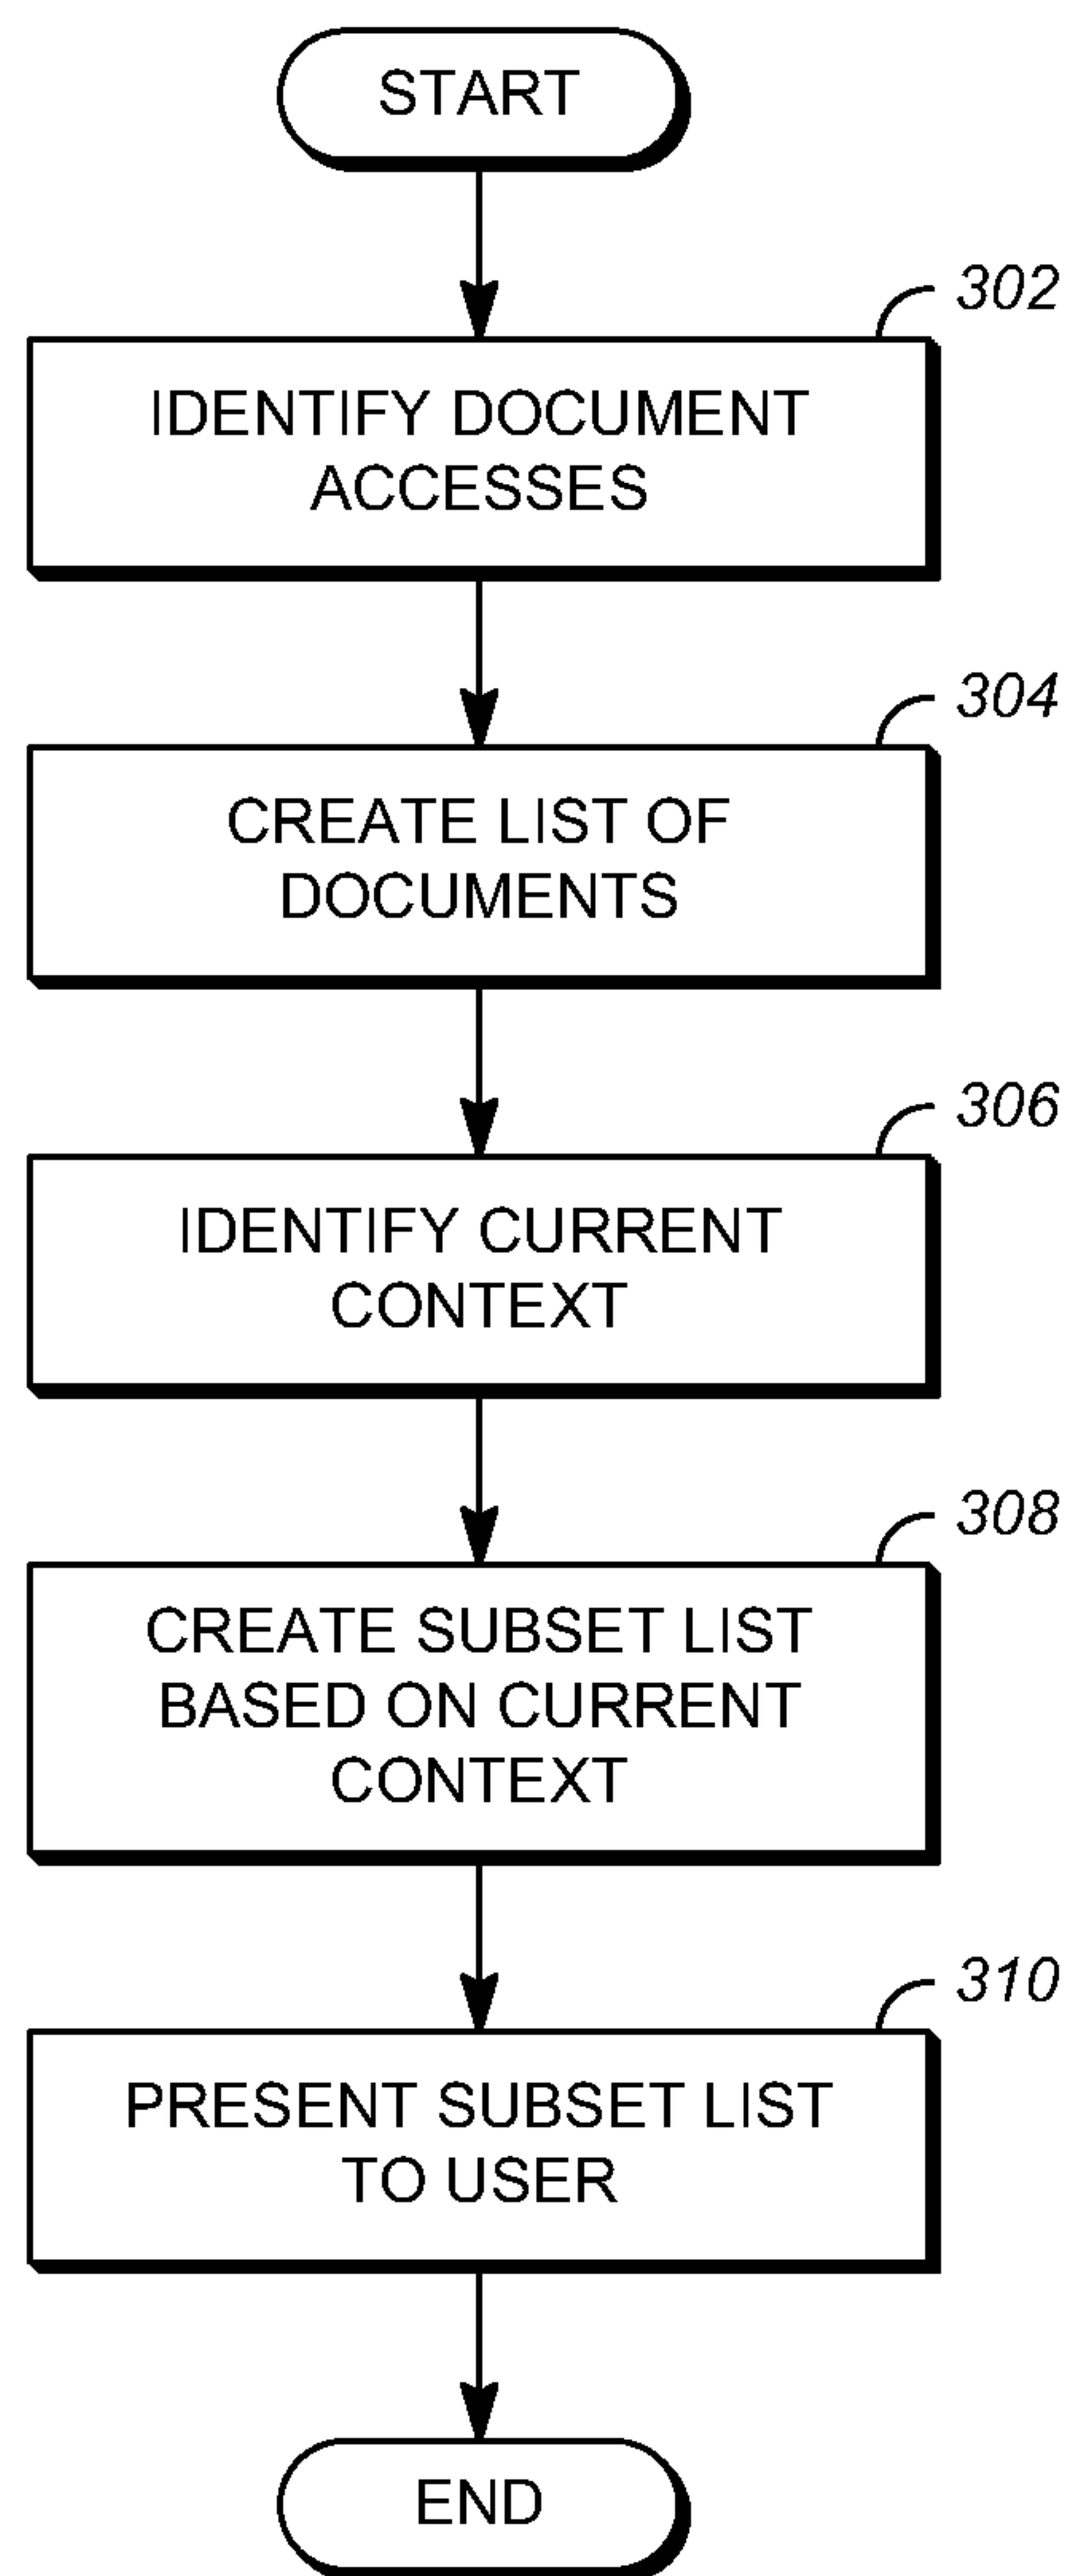 START
302
IDENTIFY DOCUMENT
ACCESSES
304
CREATE LIST OF
DOCUMENTS
306
IDENTIFY CURRENT
CONTEXT
308
CREATE SUBSET LIST
BASED ON CURRENT
CONTEXT
310
PRESENT SUBSET LIST
TO USER
END